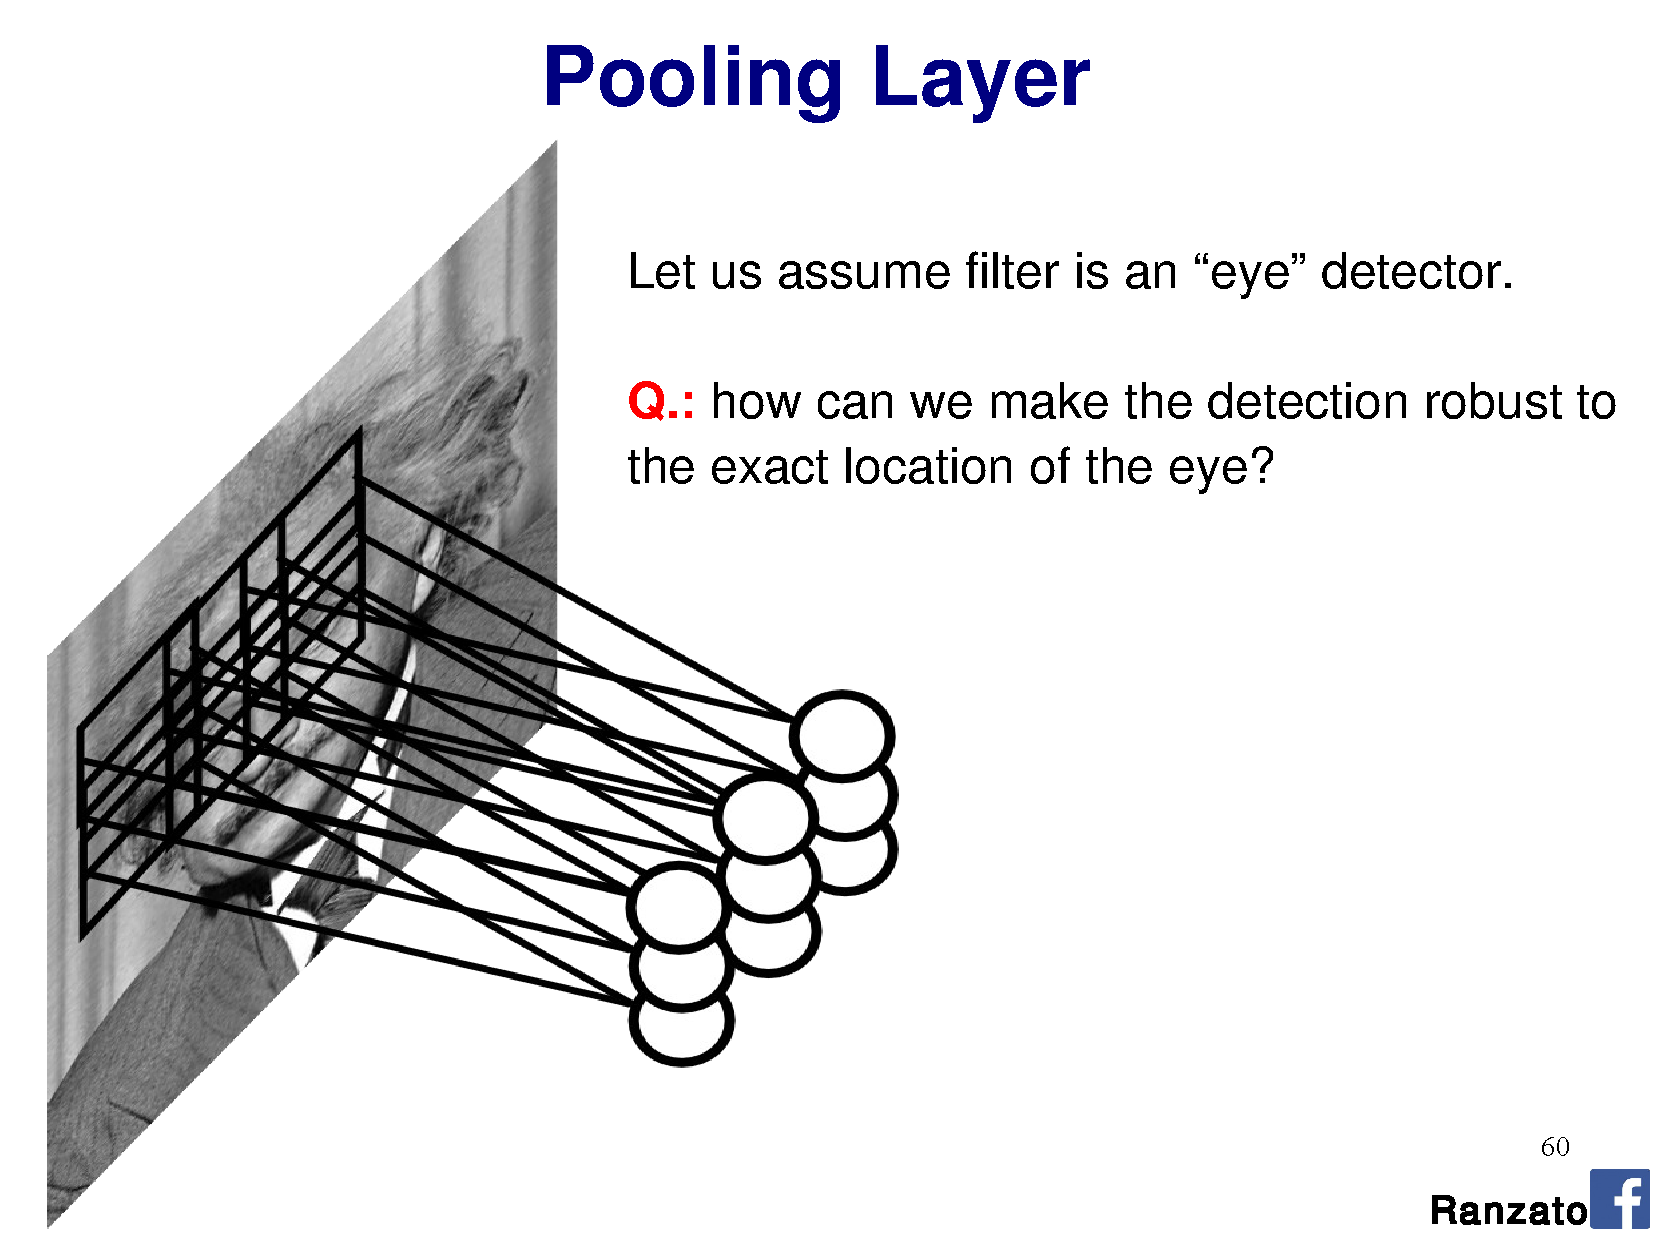 Pooling Layer
Let us assume filter is an “eye” detector.
Q.: how can we make the detection robust to
the exact location of the eye?
60
Ranzato f